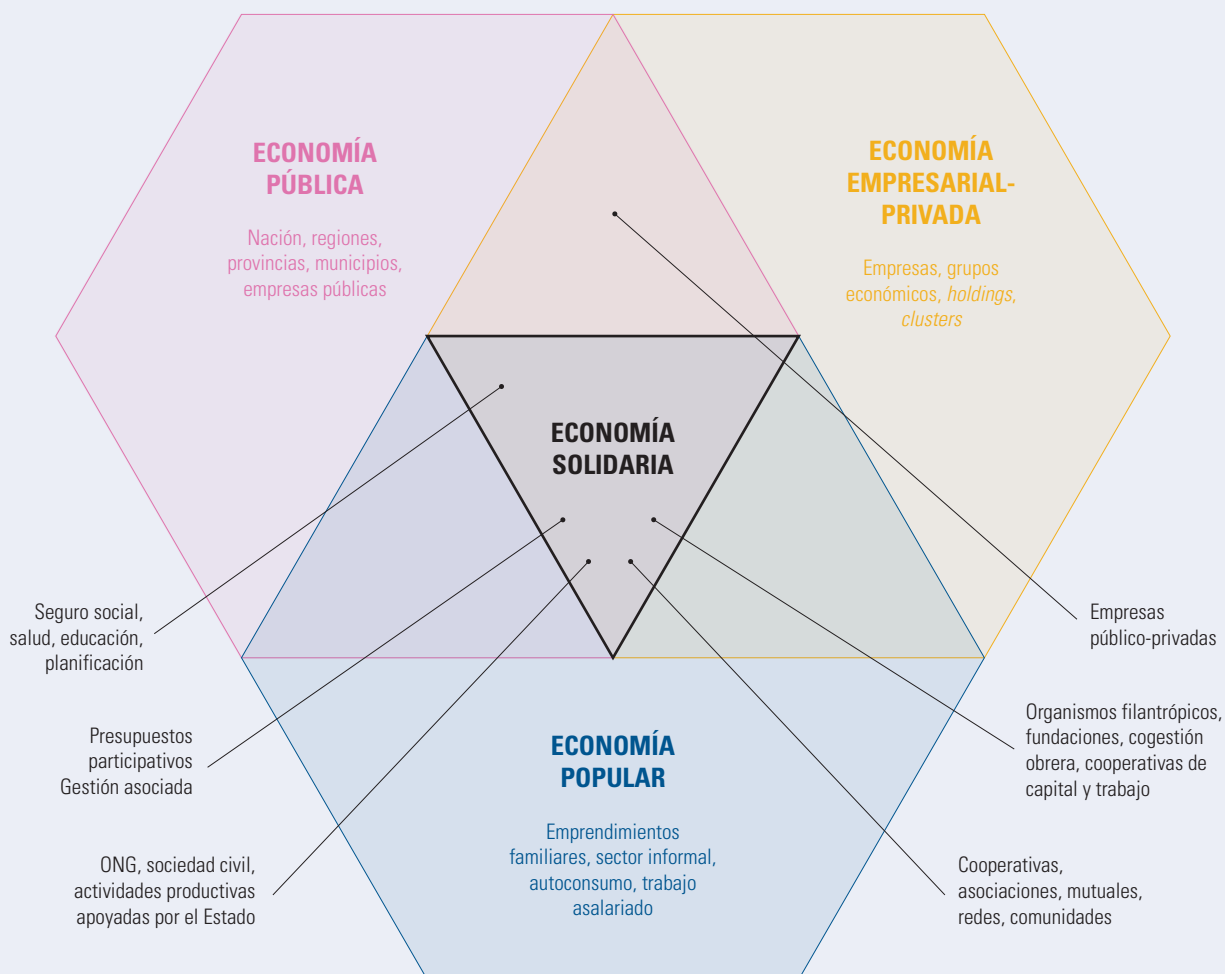 ECONOMÍA
PÚBLICA
Nación, regiones,
provincias, municipios,
empresas públicas
ECONOMÍA
EMPRESARIAL-
PRIVADA
Empresas, grupos
económicos, holdings,
clusters
ECONOMÍA
SOLIDARIA
Seguro social,
salud, educación,
planificación
Presupuestos
participativos
Gestión asociada
ONG, sociedad civil,
actividades productivas
apoyadas por el Estado
ECONOMÍA
POPULAR
Emprendimientos
familiares, sector informal,
autoconsumo, trabajo
asalariado
Empresas
público-privadas
Organismos filantrópicos,
fundaciones, cogestión
obrera, cooperativas de
capital y trabajo
Cooperativas,
asociaciones, mutuales,
redes, comunidades